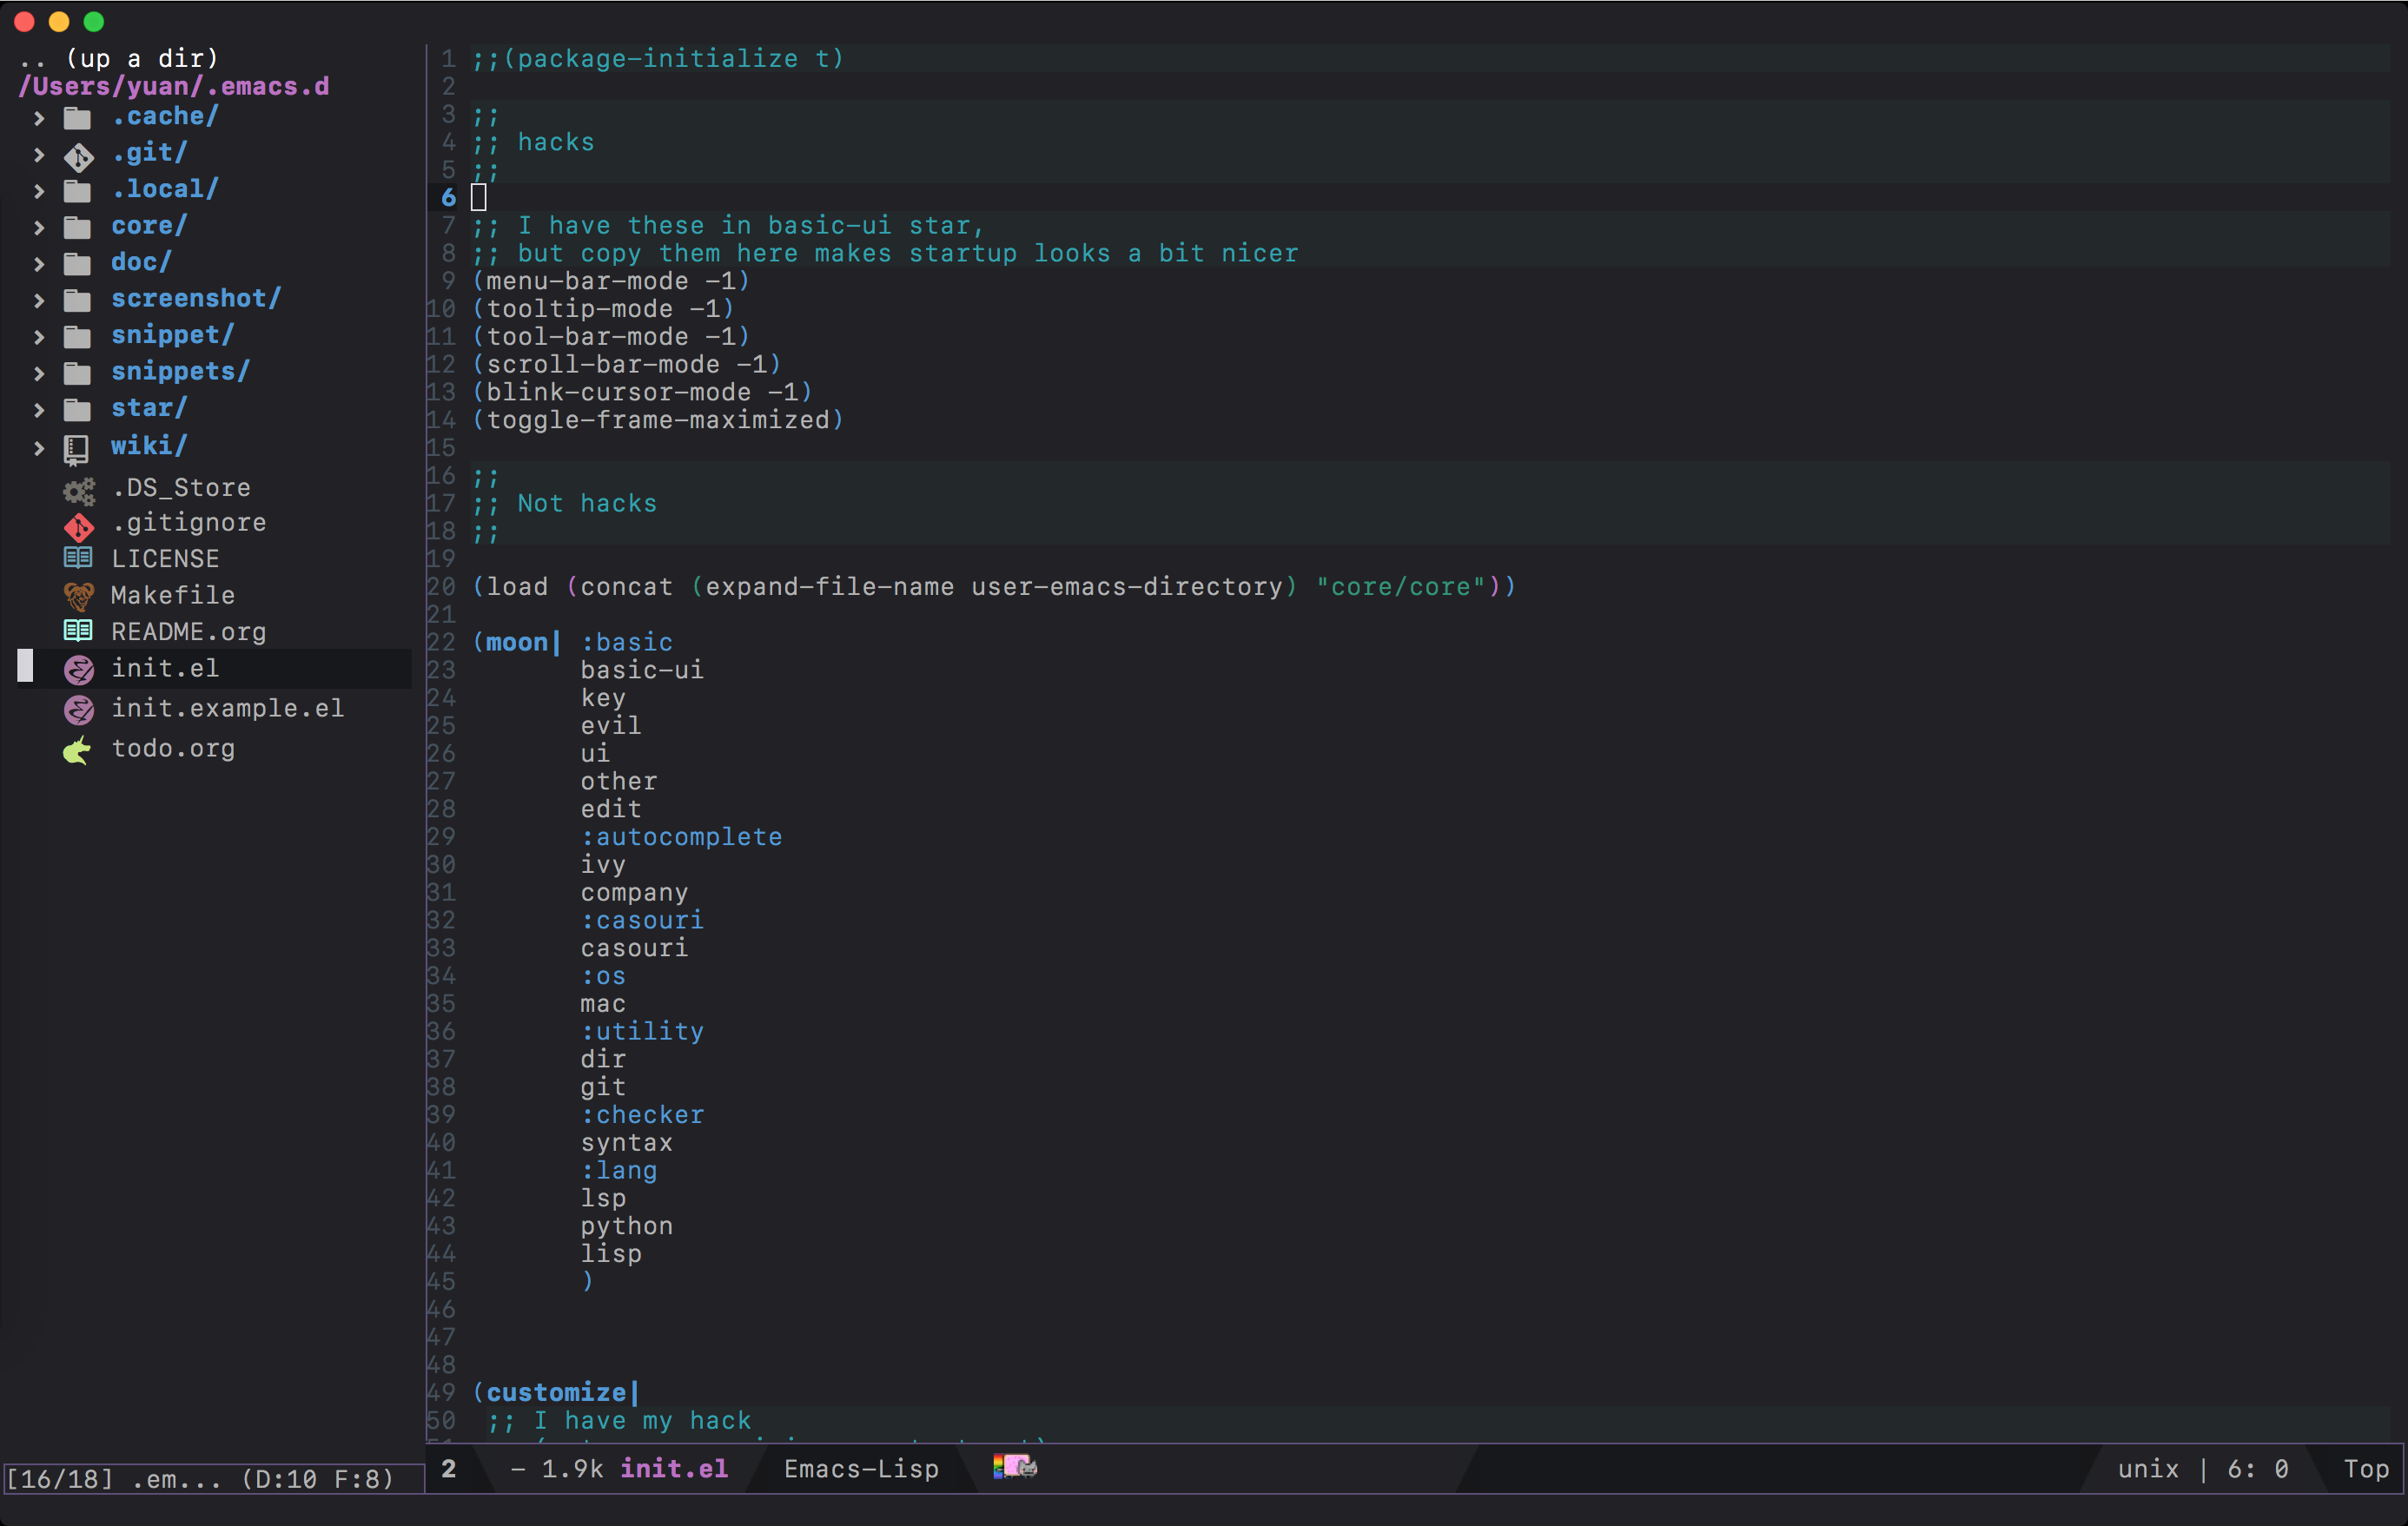 .. (up a dir)
/Users/yuan/.emacs.d
.cache/
.git/
.local/
core/
doc/
screenshot/
snippet/
snippets/
star/
wiki/
.DS_Store
.gitignore
LICENSE
Makefile
README.org
init.el
init.example.el
todo.org
[16/18] .em... (D:10 F:8)
1 ;;(package-initialize t)
2
3 ;;
4 ;; hacks
5 ;;
6
7 ;; I have these in basic-ui star,
8 ;; but copy them here makes startup looks a bit nicer
9 (menu-bar-mode -1)
10 (tooltip-mode -1)
11 (tool-bar-mode -1)
12 (scroll-bar-mode -1)
13 (blink-cursor-mode -1)
14 (toggle-frame-maximized)
15
16 ;;
17 ;; Not hacks
18 ;;
19
20 (load (concat (expand-file-name user-emacs-directory) "core/core"))
21
22 (moon| :basic
23 basic-ui
24 key
25 evil
26 ui
27 other
28 edit
29 :autocomplete
30 ivy
31 company
32 :casouri
33 casouri
34 :os
35 mac
36 :utility
37 dir
38 git
39 :checker
40 syntax
41 :lang
42 lsp
43 python
44 lisp
45 )
46
47
48
49 (customize|
50 ;; I have my hack
2 - 1.9k init.el Emacs-Lisp unix | 6: 0 Top